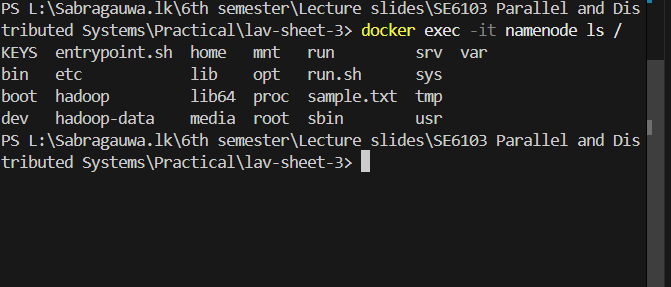 PS L:\Sabragauwa.lk\6th semester\Lecture slides\SE6103 Parallel and Dis
tributed Systems\Practical\lav-sheet-3> docker exec -it namenode ls /
KEYS  entrypoint.sh  home   mnt   run         srv  var
bin   etc            lib    opt   run.sh      sys
boot  hadoop         lib64  proc  sample.txt  tmp
dev   hadoop-data    media  root  sbin        usr
PS L:\Sabragauwa.lk\6th semester\Lecture slides\SE6103 Parallel and Dis
tributed Systems\Practical\lav-sheet-3>